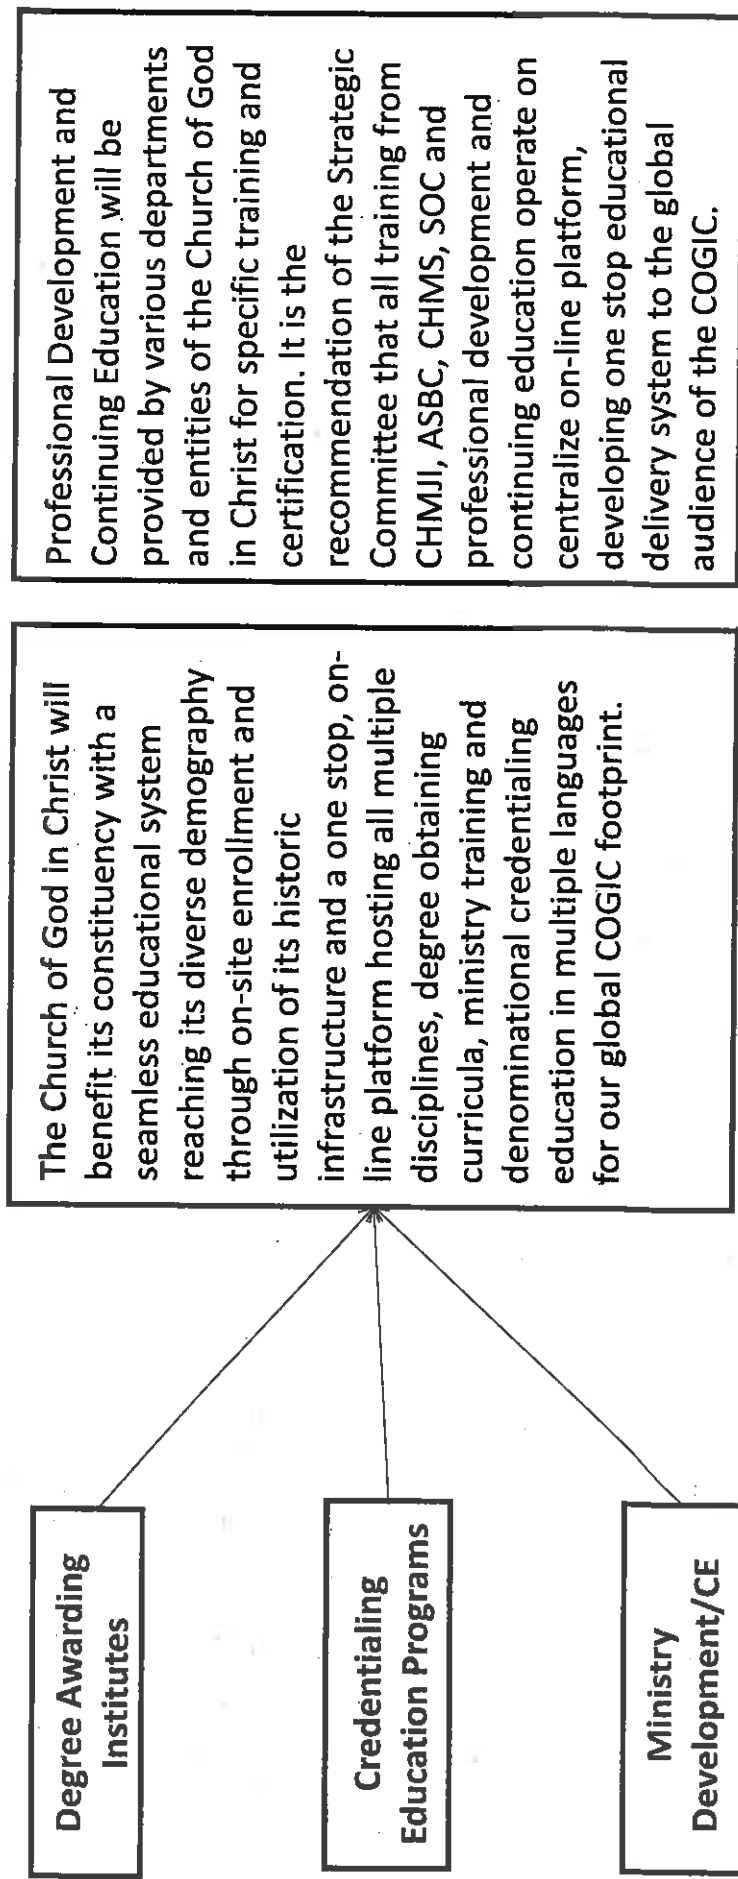 Degree Awarding
Institutes
Credentialing
Education Programs
Ministry
Development/CE
The Church of God in Christ will
benefit its constituency with a
seamless educational system
reaching its diverse demography
through on-site enrollment and
utilization of its historic
infrastructure and a one stop, on-
line platform hosting all multiple
disciplines, degree obtaining
curricula, ministry training and
denominational credentialing
education in multiple languages
for our global COGIC footprint.
Professional Development and
Continuing Education will be
provided by various departments
and entities of the Church of God
in Christ for specific training and
certification. It is the
recommendation of the Strategic
Committee that all training from
CHMJI, ASBC, CHMS, SOC and
professional development and
continuing education operate on
centralize on-line platform,
developing one stop educational
delivery system to the global
audience of the COGIC.